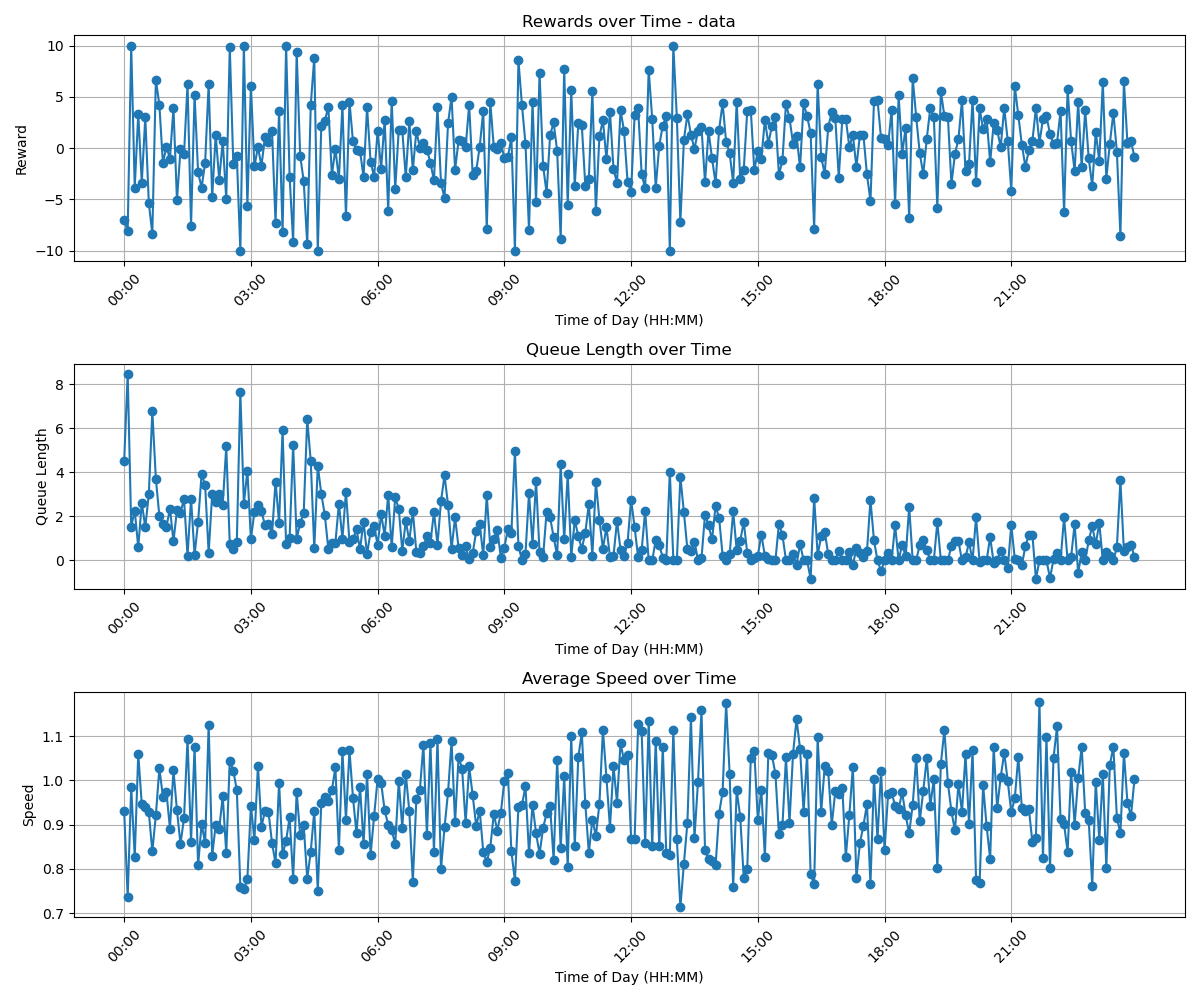 Rewards over Time - data
Reward
10
5
0
−5
−10
00:00 03:00 06:00 09:00 12:00 15:00 18:00 21:00
Time of Day (HH:MM)
Queue Length over Time
Queue Length
8
6
4
2
0
00:00 03:00 06:00 09:00 12:00 15:00 18:00 21:00
Time of Day (HH:MM)
Average Speed over Time
Speed
1.1
1.0
0.9
0.8
0.7
00:00 03:00 06:00 09:00 12:00 15:00 18:00 21:00
Time of Day (HH:MM)